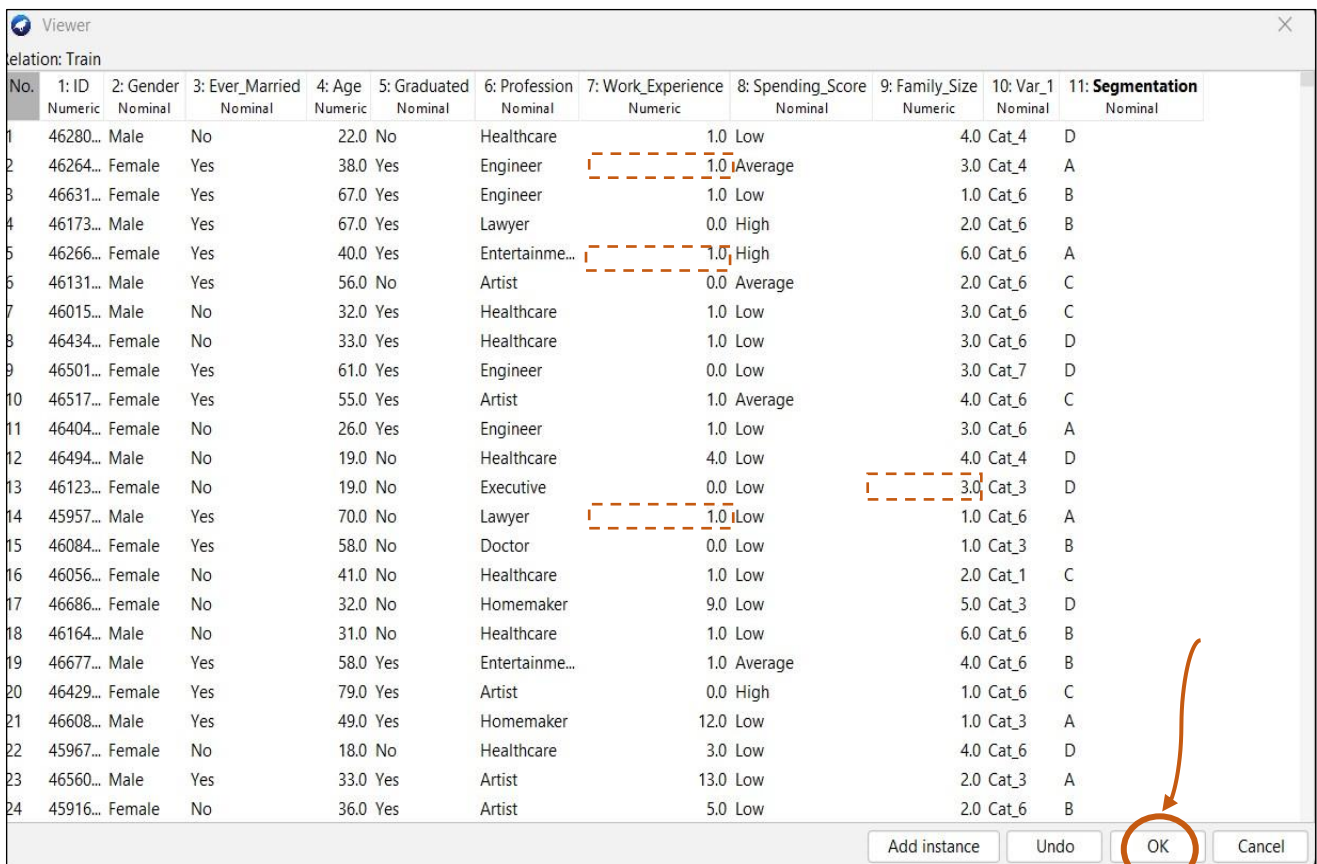 Viewer
elation: Train
No. 1: ID 2: Gender 3: Ever_Married 4: Age 5: Graduated 6: Profession 7: Work_Experience 8: Spending_Score 9: Family_Size 10: Var_1 11: Segmentation
Numeric Nominal Nominal Numeric Nominal Nominal Numeric Nominal Numeric Nominal Nominal
1 46280... Male No 22.0 No Healthcare 1.0 Low 4.0 Cat_4 D
2 46264... Female Yes 38.0 Yes Engineer 1.0 Average 3.0 Cat_4 A
3 46631... Female Yes 67.0 Yes Engineer 1.0 Low 1.0 Cat_6 B
4 46173... Male Yes 67.0 Yes Lawyer 0.0 High 2.0 Cat_6 B
5 46266... Female Yes 40.0 Yes Entertainme... 1.0 High 6.0 Cat_6 A
6 46131... Male Yes 56.0 No Artist 0.0 Average 2.0 Cat_6 C
7 46015... Male No 32.0 Yes Healthcare 1.0 Low 3.0 Cat_6 C
8 46434... Female No 33.0 Yes Healthcare 1.0 Low 3.0 Cat_6 D
9 46501... Female Yes 61.0 Yes Engineer 0.0 Low 3.0 Cat_7 D
10 46517... Female Yes 55.0 Yes Artist 1.0 Average 4.0 Cat_6 C
11 46404... Female No 26.0 Yes Engineer 1.0 Low 3.0 Cat_6 A
12 46494... Male No 19.0 No Healthcare 4.0 Low 4.0 Cat_4 D
13 46123... Female No 19.0 No Executive 0.0 Low 3.0 Cat_3 D
14 45957... Male Yes 70.0 No Lawyer 1.0 Low 1.0 Cat_6 A
15 46084... Female Yes 58.0 No Doctor 0.0 Low 1.0 Cat_3 B
16 46056... Female No 41.0 No Healthcare 1.0 Low 2.0 Cat_1 C
17 46686... Female No 32.0 No Homemaker 9.0 Low 5.0 Cat_3 D
18 46164... Male No 31.0 No Healthcare 1.0 Low 6.0 Cat_6 B
19 46677... Male Yes 58.0 Yes Entertainme... 1.0 Average 4.0 Cat_6 B
20 46429... Female Yes 79.0 Yes Artist 0.0 High 1.0 Cat_6 C
21 46608... Male Yes 49.0 Yes Homemaker 12.0 Low 1.0 Cat_3 A
22 45967... Female No 18.0 No Healthcare 3.0 Low 4.0 Cat_6 D
23 46560... Male Yes 33.0 Yes Artist 13.0 Low 2.0 Cat_3 A
24 45916... Female No 36.0 Yes Artist 5.0 Low 2.0 Cat_6 B
Add instance Undo OK Cancel